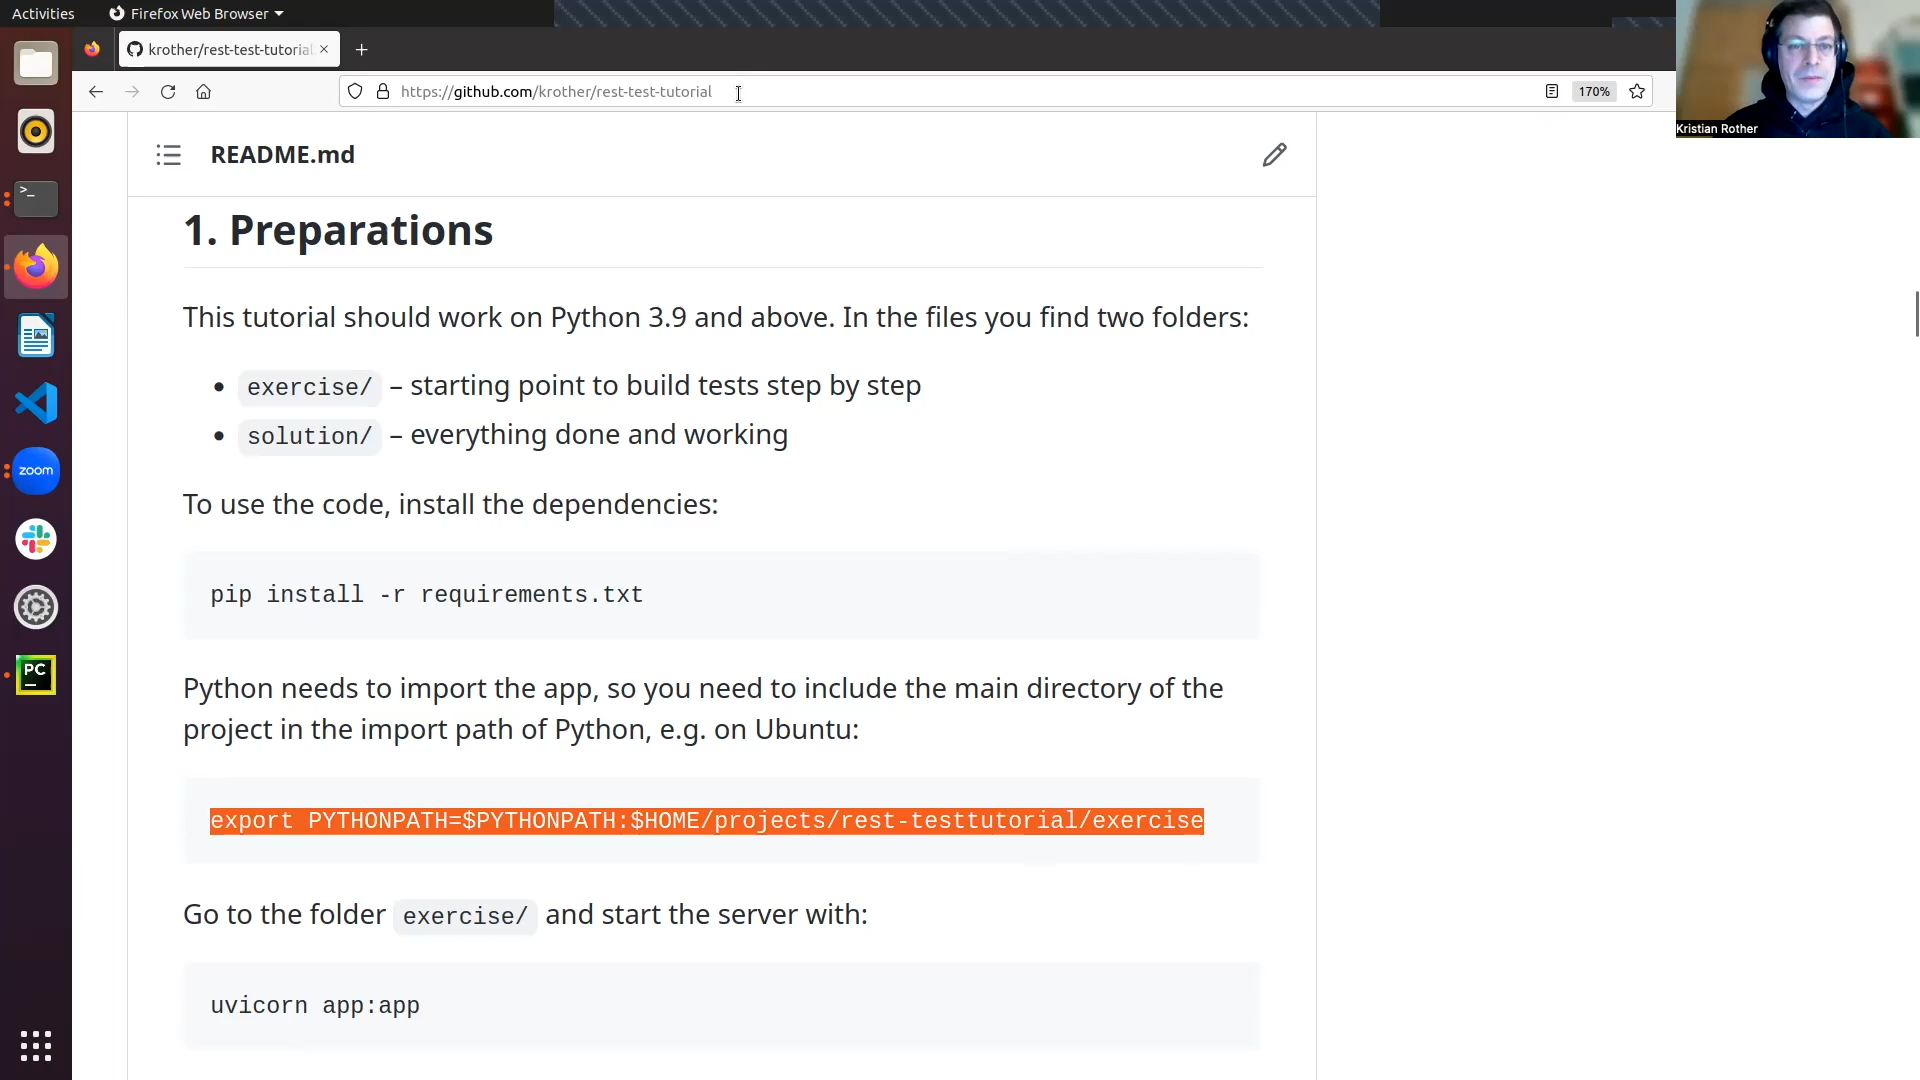 Activities
Firefox Web Browser
krother/rest-test-tutorial
https://github.com/krother/rest-test-tutorial
170%
Kristian Rother
README.md
1. Preparations
This tutorial should work on Python 3.9 and above. In the files you find two folders:
exercise/ – starting point to build tests step by step
solution/ – everything done and working
To use the code, install the dependencies:
pip install -r requirements.txt
Python needs to import the app, so you need to include the main directory of the
project in the import path of Python, e.g. on Ubuntu:
export PYTHONPATH=$PYTHONPATH:$HOME/projects/rest-testtutorial/exercise
Go to the folder exercise/ and start the server with:
uvicorn app:app
>_
zoom
PC